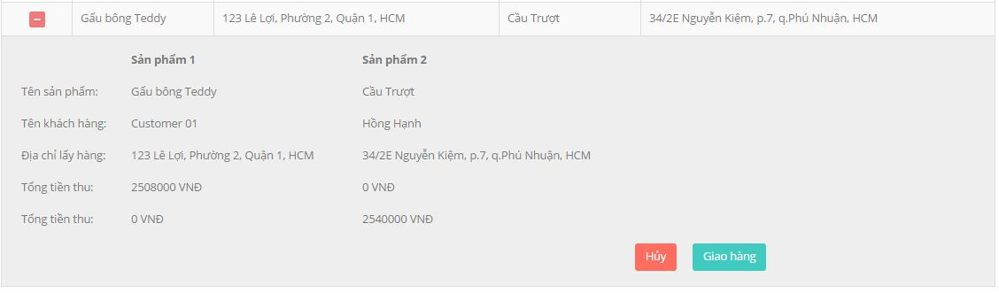 Gấu bông Teddy 123 Lê Lợi, Phường 2, Quận 1, HCM Cầu Trượt 34/2E Nguyễn Kiệm, p.7, q.Phú Nhuận, HCM
Sản phẩm 1 Sản phẩm 2
Tên sản phẩm: Gấu bông Teddy Cầu Trượt
Tên khách hàng: Customer 01 Hồng Hạnh
Địa chỉ lấy hàng: 123 Lê Lợi, Phường 2, Quận 1, HCM 34/2E Nguyễn Kiệm, p.7, q.Phú Nhuận, HCM
Tổng tiền thu: 2508000 VNĐ 0 VNĐ
Tổng tiền thu: 0 VNĐ 2540000 VNĐ
Hủy Giao hàng